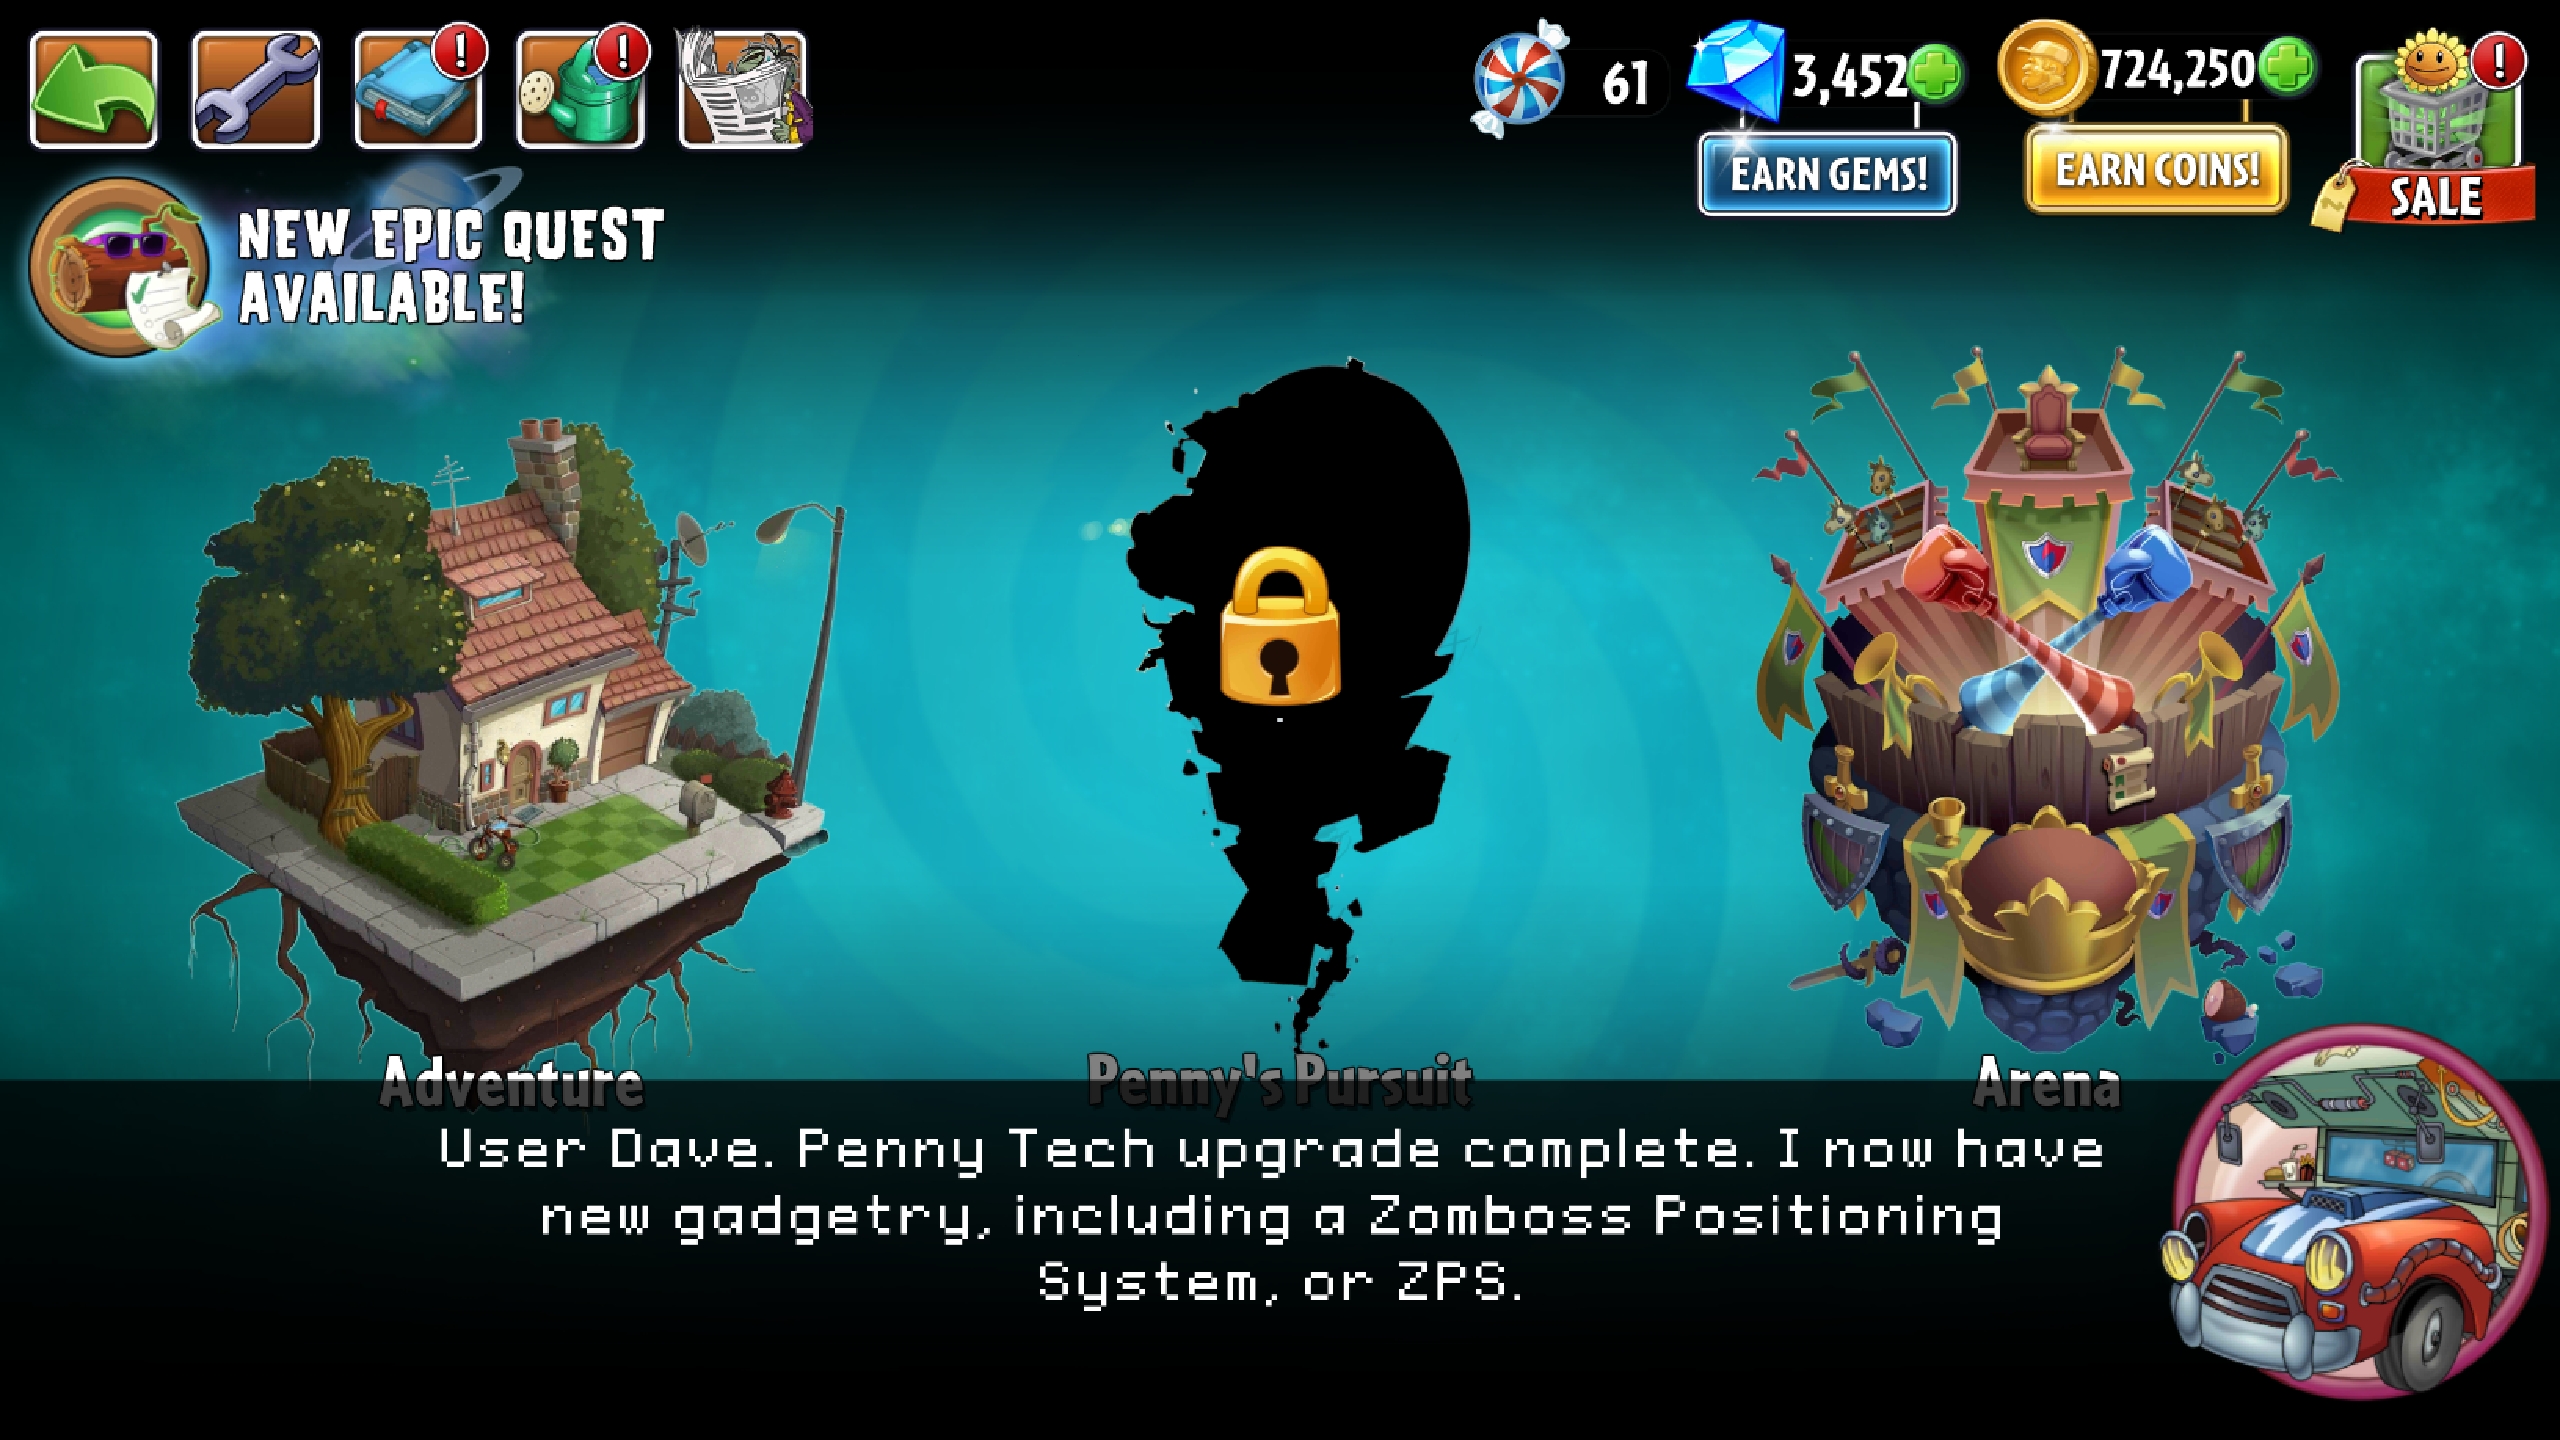 !
!
61
3,452
724,250
!
EARN GEMS!
EARN COINS!
SALE
NEW EPIC QUEST
AVAILABLE!
Adventure
Penny's Pursuit
Arena
User Dave. Penny Tech upgrade complete. I now have
new gadgetry, including a Zomboss Positioning
System, or ZPS.